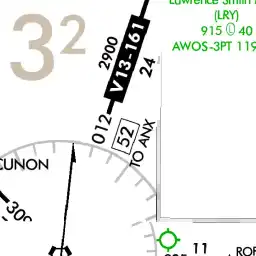 Lawrence Smith
(LRY)
915 40
AWOS-3PT 119
3²
2900
V13-161
24
012
52
TO ANX
CUNON
300
11